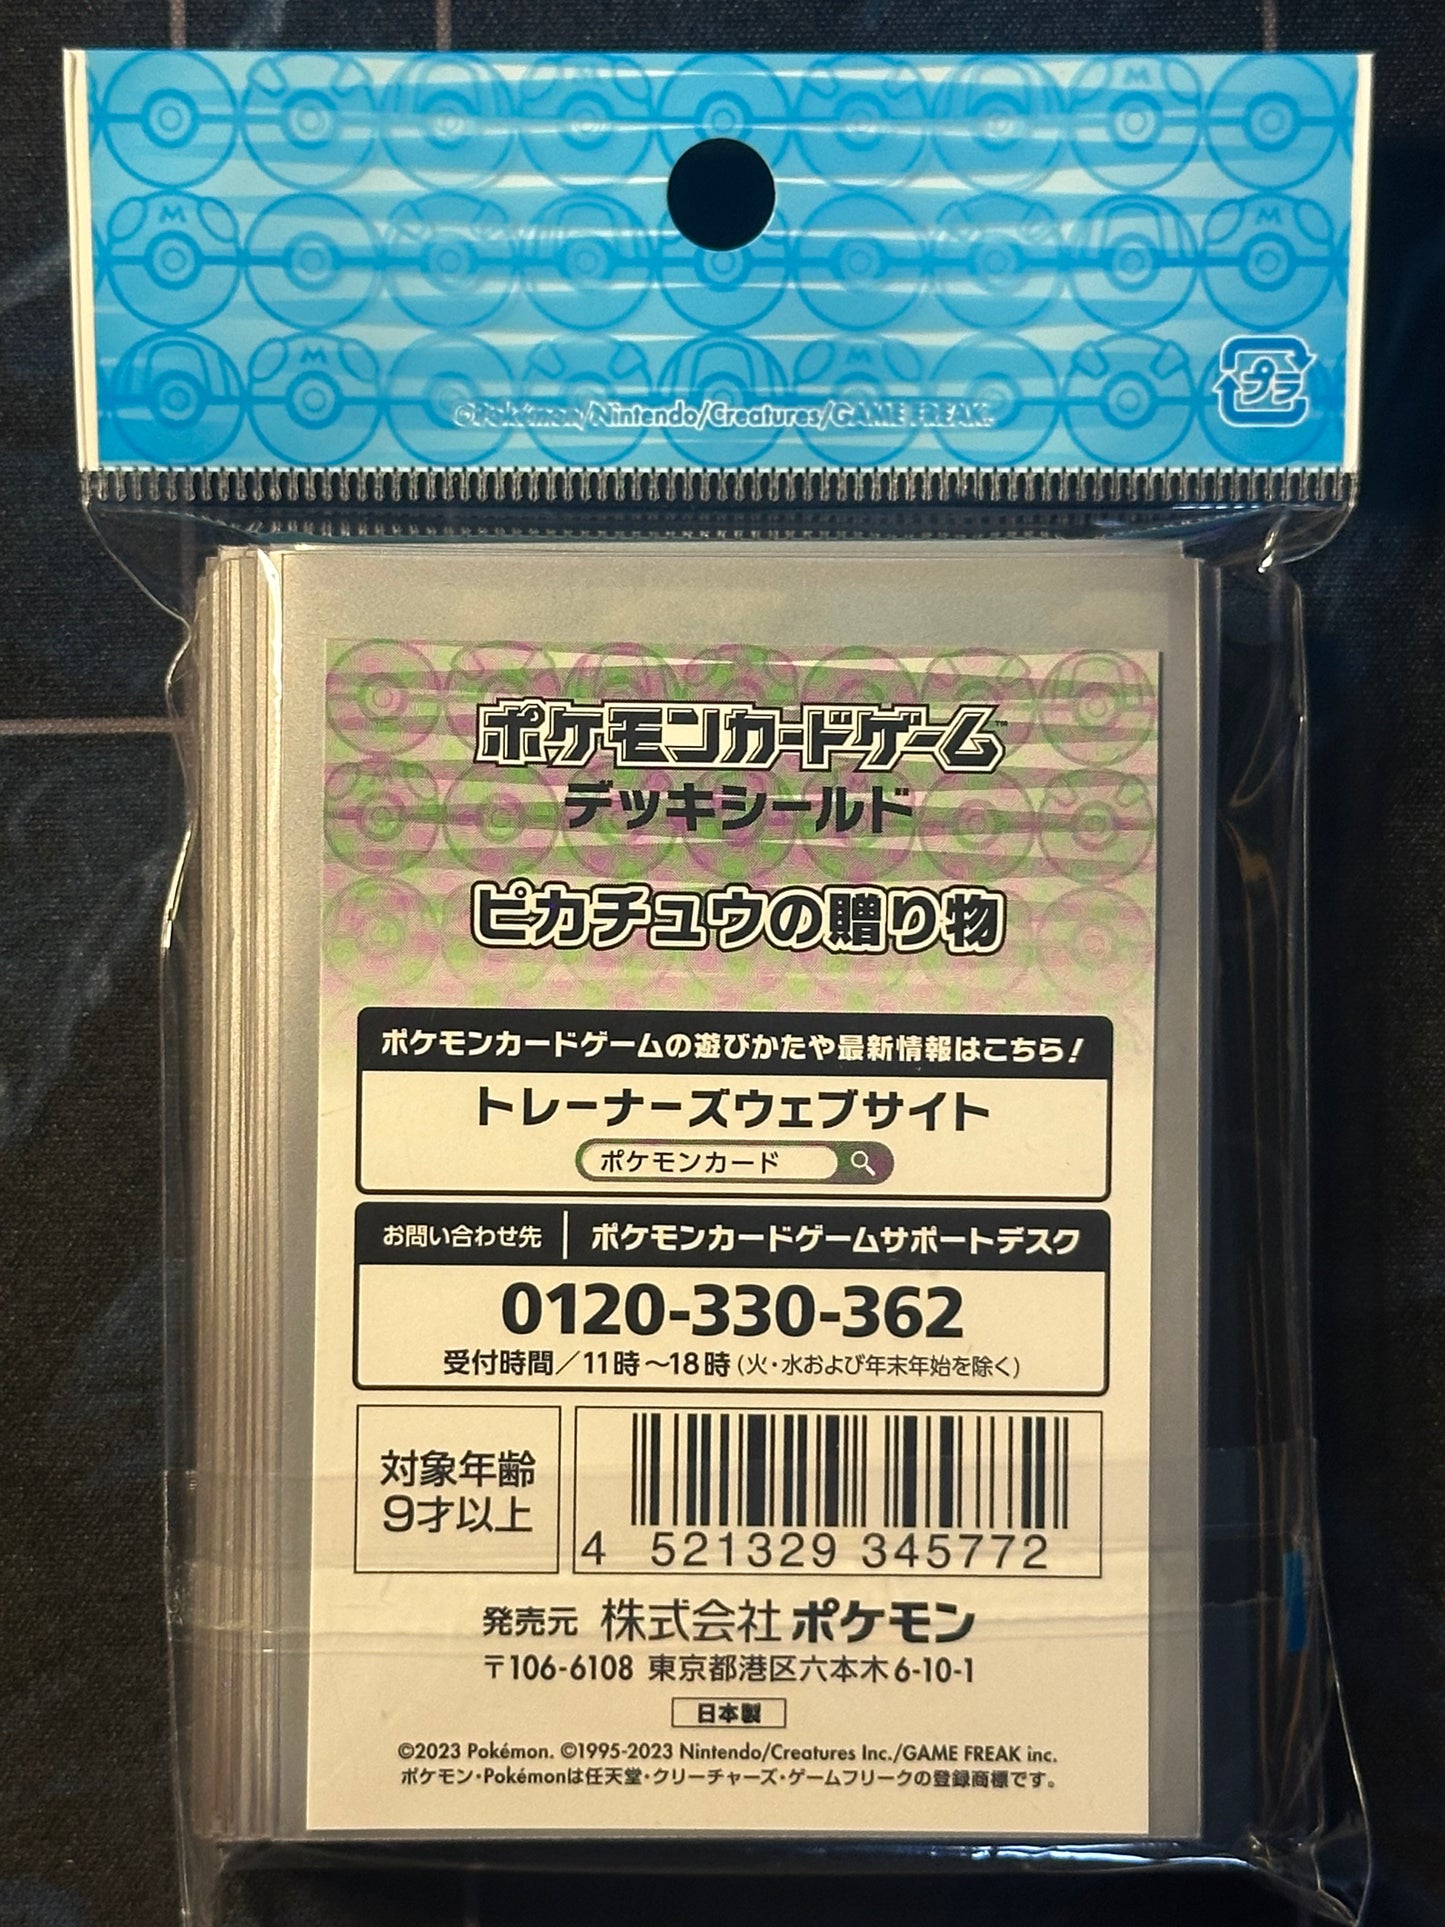 ©Pokémon/Nintendo/Creatures/GAME FREAK.
プラ
ポケモンカードゲーム™
デッキシールド
ピカチュウの贈り物
ポケモンカードゲームの遊びかたや最新情報はこちら!
トレーナーズウェブサイト
ポケモンカード
お問い合わせ先 ポケモンカードゲームサポートデスク
0120-330-362
受付時間/11時~18時(火・水および年末年始を除く)
対象年齢
9才以上
4 521329 345772
発売元 株式会社ポケモン
〒106-6108 東京都港区六本木6-10-1
日本製
©2023 Pokémon. ©1995-2023 Nintendo/Creatures Inc./GAME FREAK inc.
ポケモン・Pokémonは任天堂・クリーチャーズ・ゲームフリークの登録商標です。